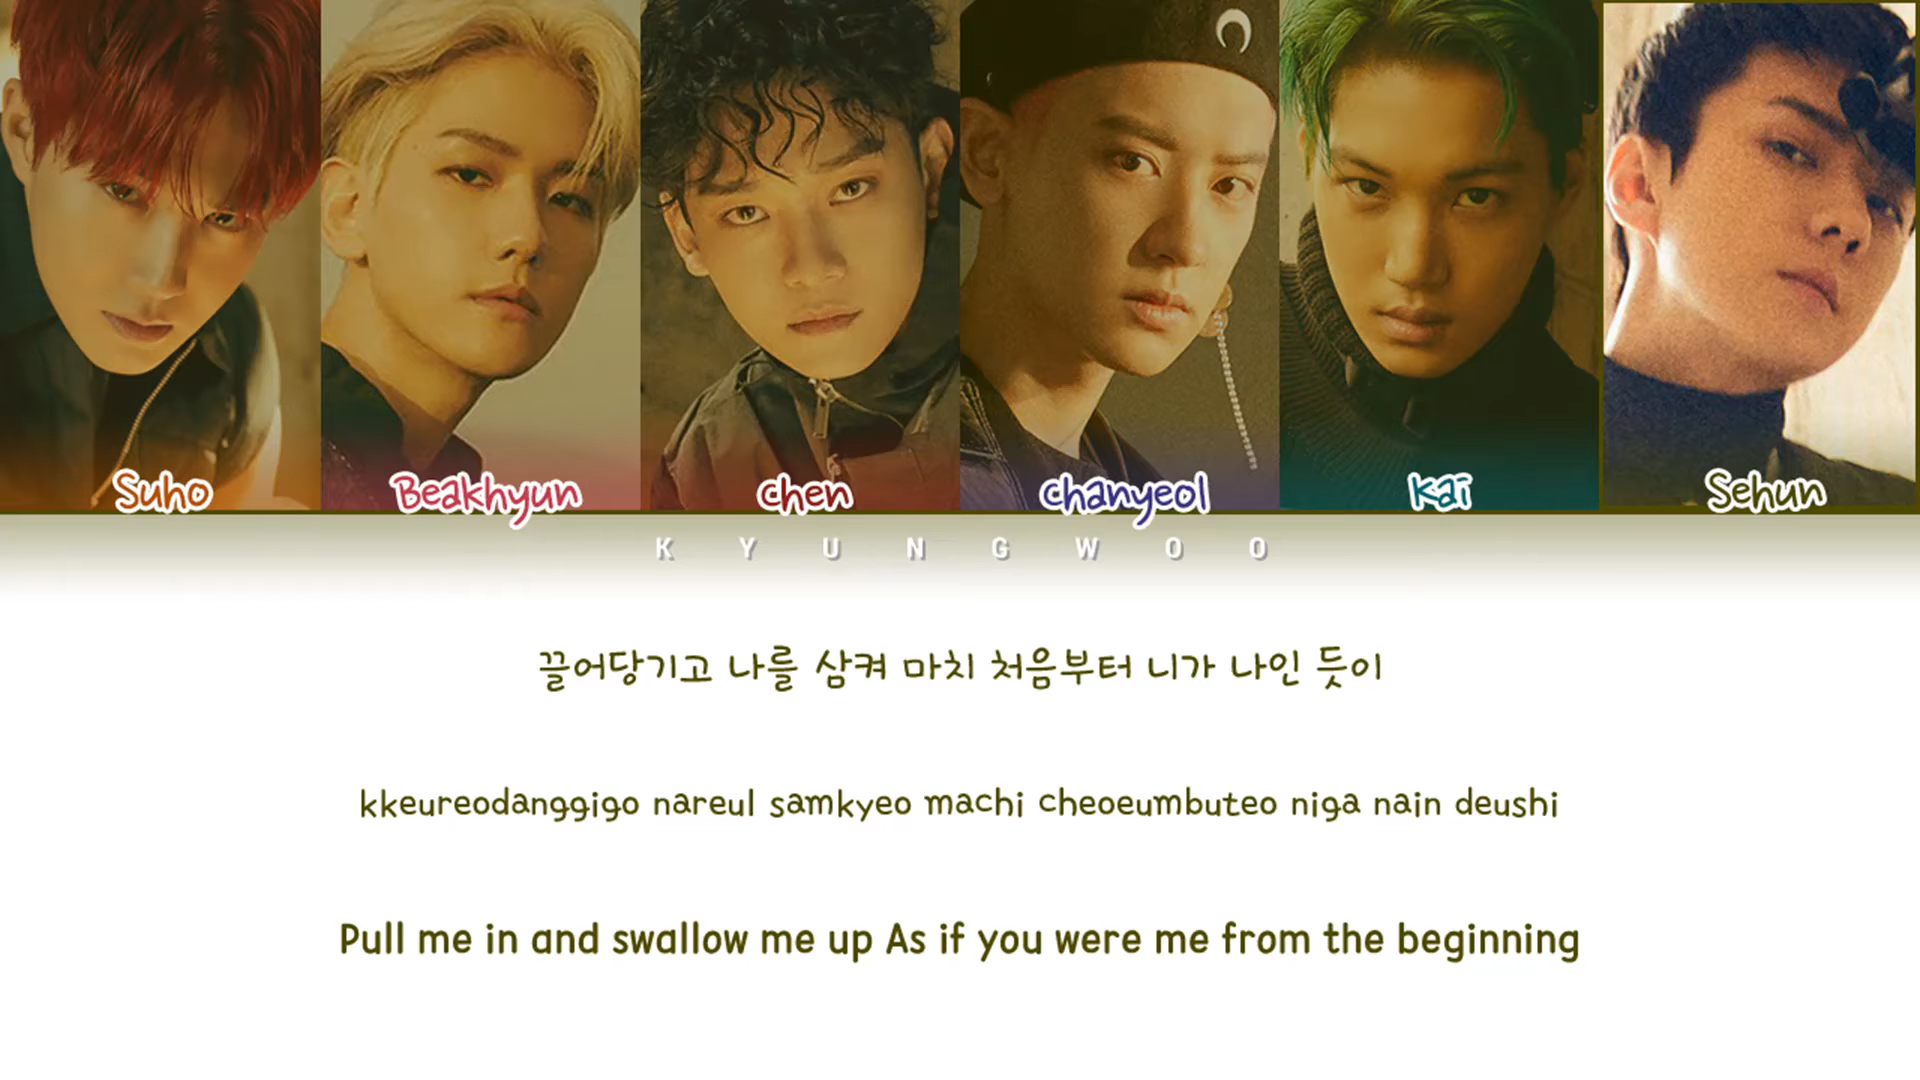 Suho Beakhyun chen chanyeol Kai Sehun
K Y U N G W O O
끌어당기고 나를 삼켜 마치 처음부터 니가 나인 듯이
kkeureodanggigo nareul samkyeo machi cheoeumbuteo niga nain deushi
Pull me in and swallow me up As if you were me from the beginning